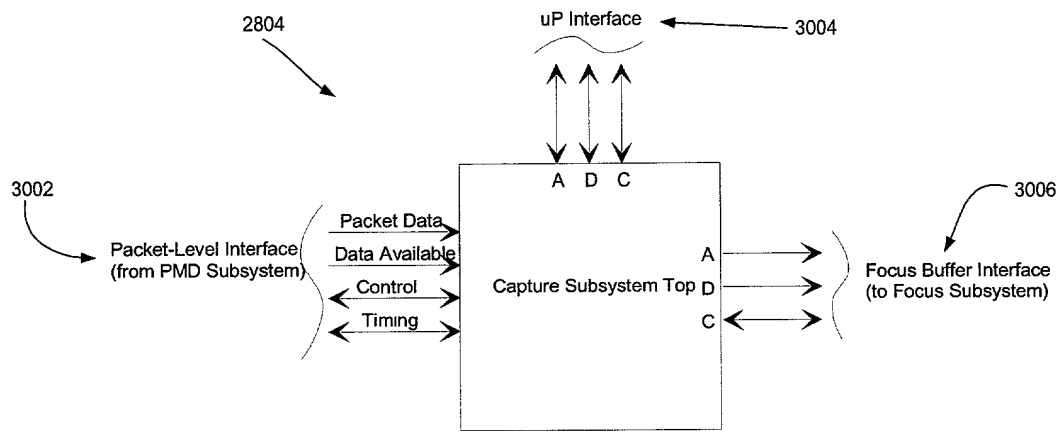 uP Interface
3004
2804
A D C
3002
Packet-Level Interface
(from PMD Subsystem)
Packet Data
Data Available
Control
Timing
Capture Subsystem Top
A
D
C
3006
Focus Buffer Interface
(to Focus Subsystem)